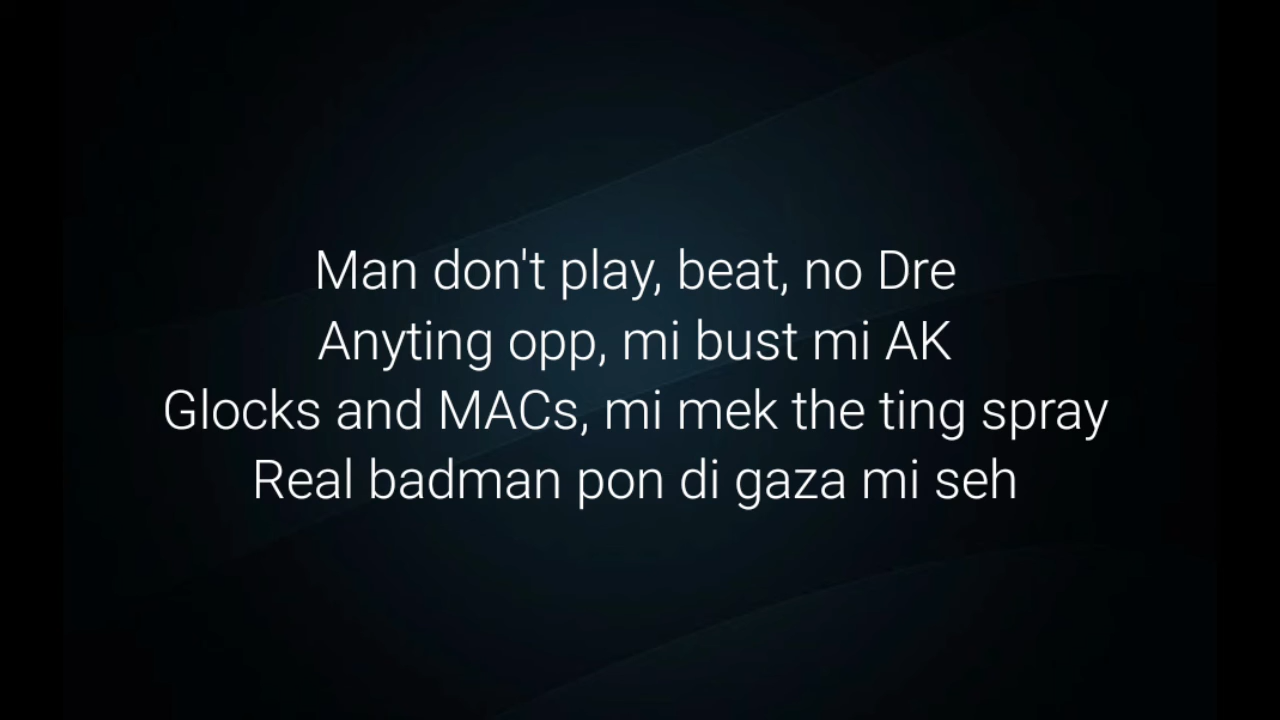 Man don't play, beat, no Dre
Anyting opp, mi bust mi AK
Glocks and MACs, mi mek the ting spray
Real badman pon di gaza mi seh